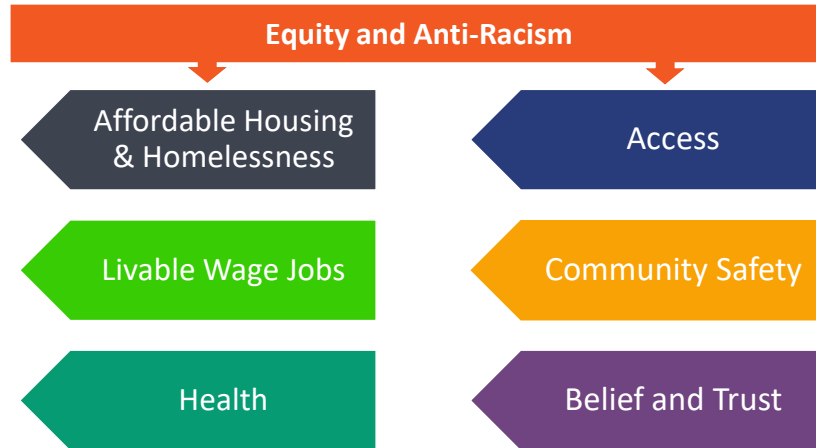 Equity and Anti-Racism
Affordable Housing
& Homelessness
Access
Livable Wage Jobs
Community Safety
Health
Belief and Trust